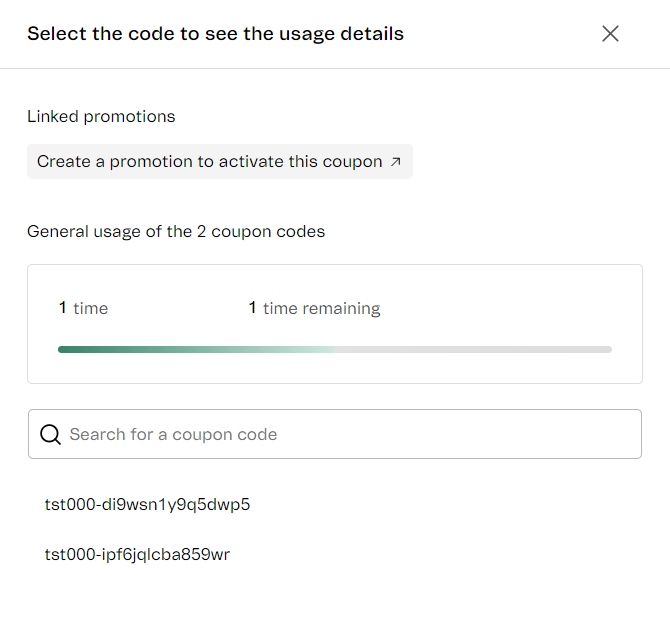 Select the code to see the usage details
Linked promotions
Create a promotion to activate this coupon ↗
General usage of the 2 coupon codes
1 time 1 time remaining
Search for a coupon code
tst000-di9wsn1y9q5dwp5
tst000-ipf6jqlcba859wr